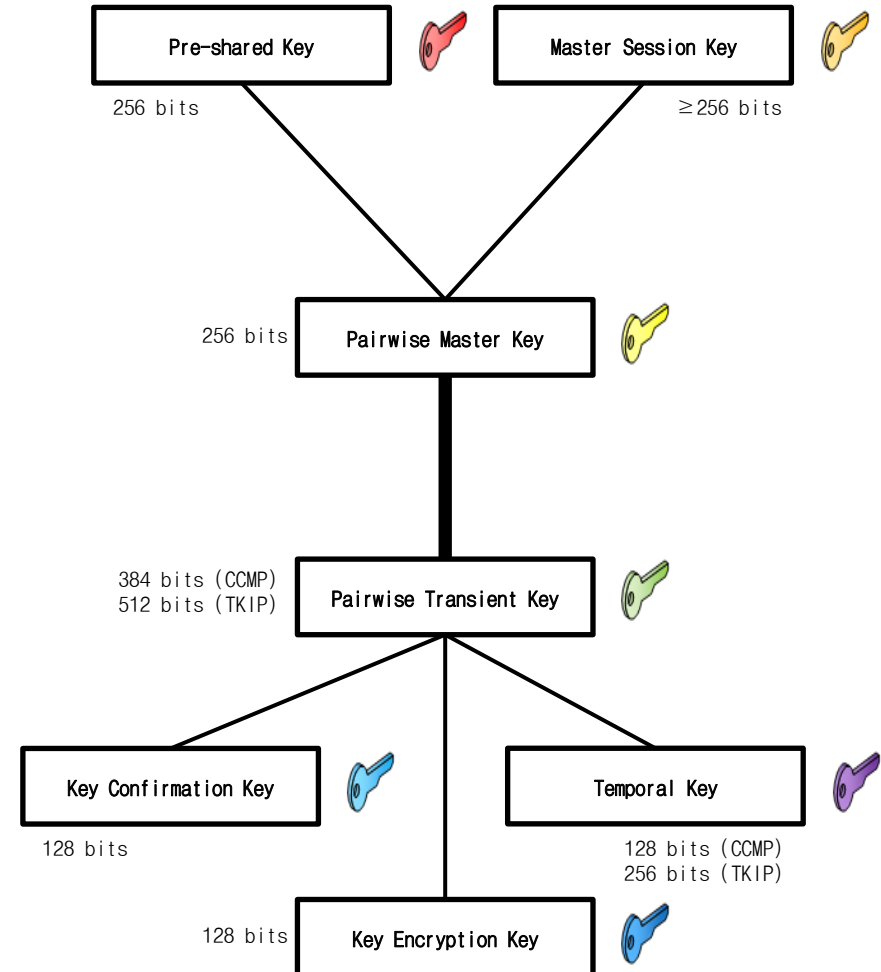 Pre-shared Key
Master Session Key
256 bits
≥256 bits
256 bits
Pairwise Master Key
384 bits (CCMP)
512 bits (TKIP)
Pairwise Transient Key
Key Confirmation Key
Temporal Key
128 bits
128 bits (CCMP)
256 bits (TKIP)
128 bits
Key Encryption Key